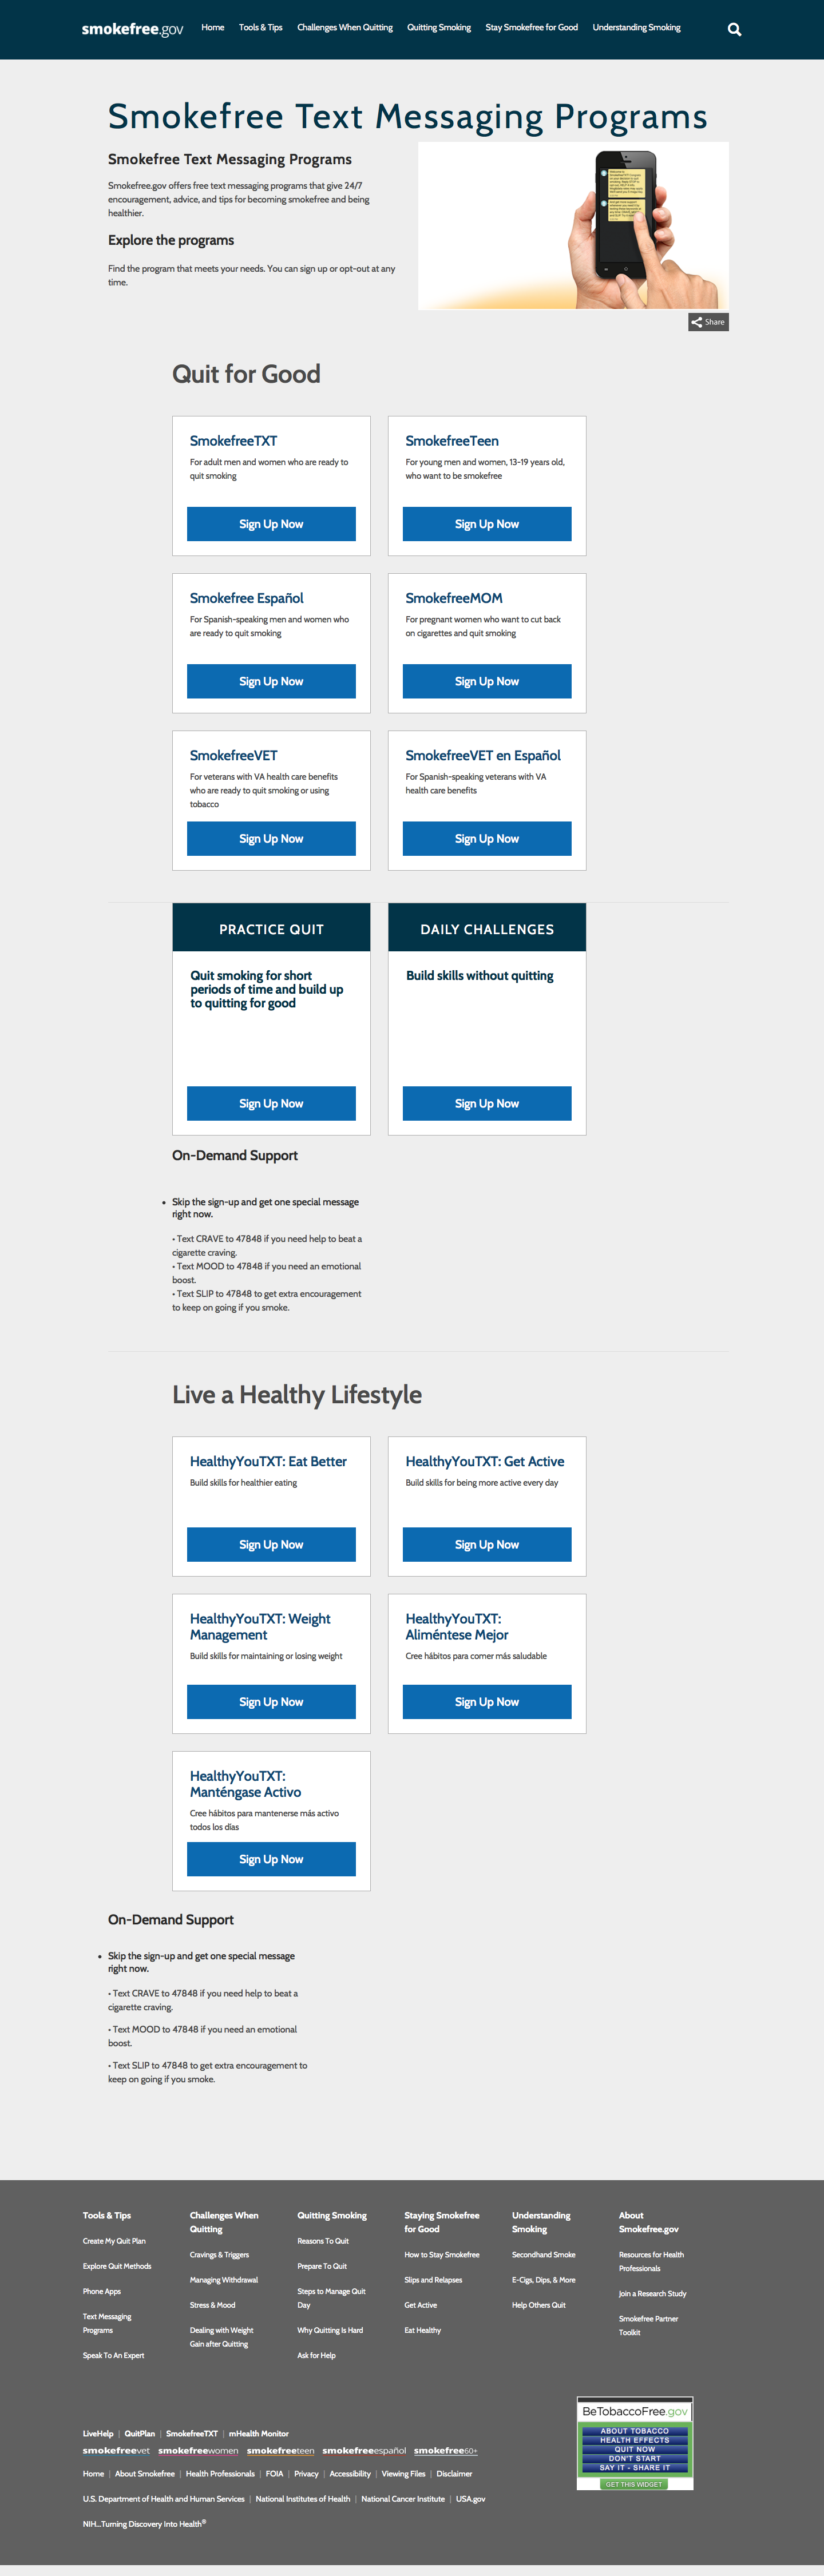 smokefree.gov
Home
Tools & Tips
Challenges When Quitting
Quitting Smoking
Stay Smokefree for Good
Understanding Smoking
Smokefree Text Messaging Programs
Smokefree Text Messaging Programs
Smokefree.gov offers free text messaging programs that give 24/7
encouragement, advice, and tips for becoming smokefree and being
healthier.
Explore the programs
Find the program that meets your needs. You can sign up or opt-out at any
time.
Share
Quit for Good
SmokefreeTXT
For adult men and women who are ready to
quit smoking
Sign Up Now
SmokefreeTeen
For young men and women, 13-19 years old,
who want to be smokefree
Sign Up Now
Smokefree Español
For Spanish-speaking men and women who
are ready to quit smoking
Sign Up Now
SmokefreeMOM
For pregnant women who want to cut back
on cigarettes and quit smoking
Sign Up Now
SmokefreeVET
For veterans with VA health care benefits
who are ready to quit smoking or using
tobacco
Sign Up Now
SmokefreeVET en Español
For Spanish-speaking veterans with VA
health care benefits
Sign Up Now
PRACTICE QUIT
Quit smoking for short
periods of time and build up
to quitting for good
Sign Up Now
DAILY CHALLENGES
Build skills without quitting
Sign Up Now
On-Demand Support
• Skip the sign-up and get one special message
right now.
• Text CRAVE to 47848 if you need help to beat a
cigarette craving.
• Text MOOD to 47848 if you need an emotional
boost.
• Text SLIP to 47848 to get extra encouragement
to keep on going if you smoke.
Live a Healthy Lifestyle
HealthyYouTXT: Eat Better
Build skills for healthier eating
Sign Up Now
HealthyYouTXT: Get Active
Build skills for being more active every day
Sign Up Now
HealthyYouTXT: Weight
Management
Build skills for maintaining or losing weight
Sign Up Now
HealthyYouTXT:
Aliméntese Mejor
Cree hábitos para comer más saludable
Sign Up Now
HealthyYouTXT:
Manténgase Activo
Cree hábitos para mantenerse más activo
todos los días
Sign Up Now
On-Demand Support
• Skip the sign-up and get one special message
right now.
• Text CRAVE to 47848 if you need help to beat a
cigarette craving.
• Text MOOD to 47848 if you need an emotional
boost.
• Text SLIP to 47848 to get extra encouragement to
keep on going if you smoke.
Tools & Tips
Create My Quit Plan
Explore Quit Methods
Phone Apps
Text Messaging
Programs
Speak To An Expert
Challenges When
Quitting
Cravings & Triggers
Managing Withdrawal
Stress & Mood
Dealing with Weight
Gain after Quitting
Quitting Smoking
Reasons To Quit
Prepare To Quit
Steps to Manage Quit
Day
Why Quitting Is Hard
Ask for Help
Staying Smokefree
for Good
How to Stay Smokefree
Slips and Relapses
Get Active
Eat Healthy
Understanding
Smoking
Secondhand Smoke
E-Cigs, Dips, & More
Help Others Quit
About
Smokefree.gov
Resources for Health
Professionals
Join a Research Study
Smokefree Partner
Toolkit
BeTobaccoFree.gov
ABOUT TOBACCO
HEALTH EFFECTS
QUIT NOW
DON'T START
SAY IT - SHARE IT
GET THIS WIDGET
LiveHelp | QuitPlan | SmokefreeTXT | mHealth Monitor
smokefreevet smokefreewomen smokefreeteen smokefreeespañol smokefree60+
Home | About Smokefree | Health Professionals | FOIA | Privacy | Accessibility | Viewing Files | Disclaimer
U.S. Department of Health and Human Services | National Institutes of Health | National Cancer Institute | USA.gov
NIH...Turning Discovery Into Health®